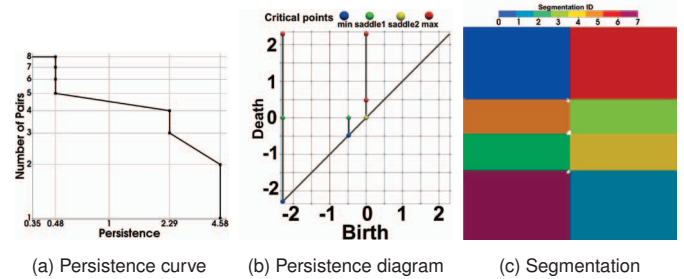 Number of Pairs
8
7
6
5
4
3
2
1
0.35 0.48 1 2.29 4.58
Persistence
(a) Persistence curve
Critical points
min saddle1 saddle2 max
Death
2
1
0
-1
-2
-2 -1 0 1 2
Birth
(b) Persistence diagram
Segmentation ID
0 1 2 3 4 5 6 7
(c) Segmentation